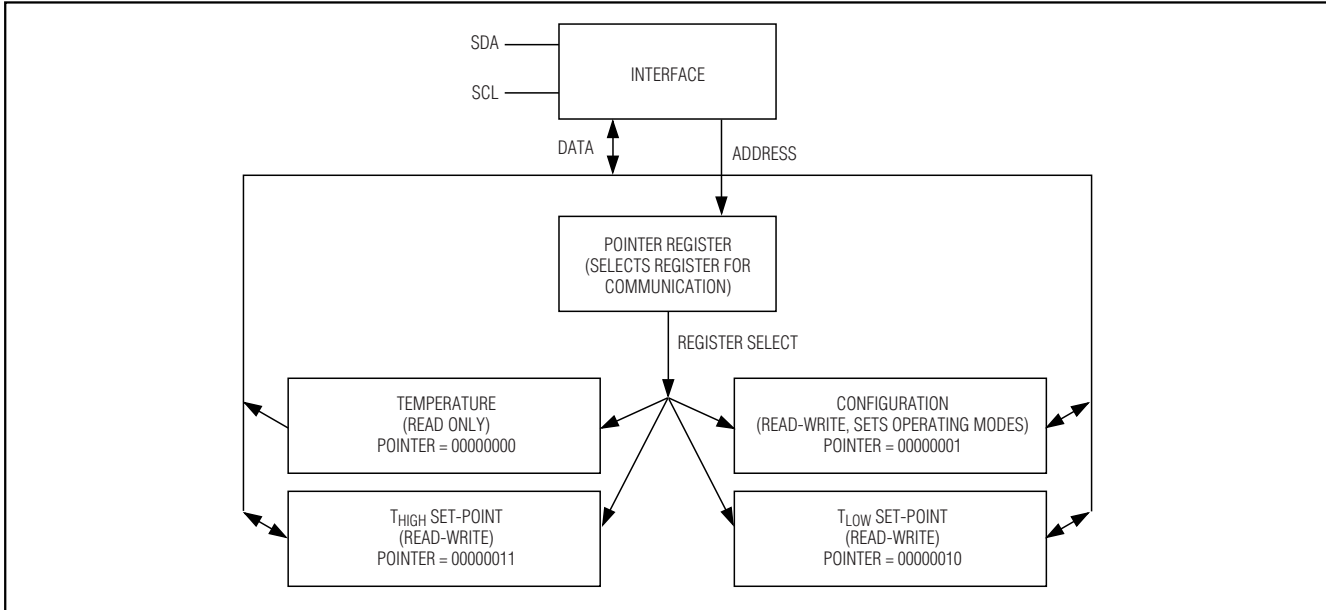 SDA
SCL
INTERFACE
DATA
ADDRESS
POINTER REGISTER
(SELECTS REGISTER FOR
COMMUNICATION)
REGISTER SELECT
TEMPERATURE
(READ ONLY)
POINTER = 00000000
CONFIGURATION
(READ-WRITE, SETS OPERATING MODES)
POINTER = 00000001
THIGH SET-POINT
(READ-WRITE)
POINTER = 00000011
TLOW SET-POINT
(READ-WRITE)
POINTER = 00000010